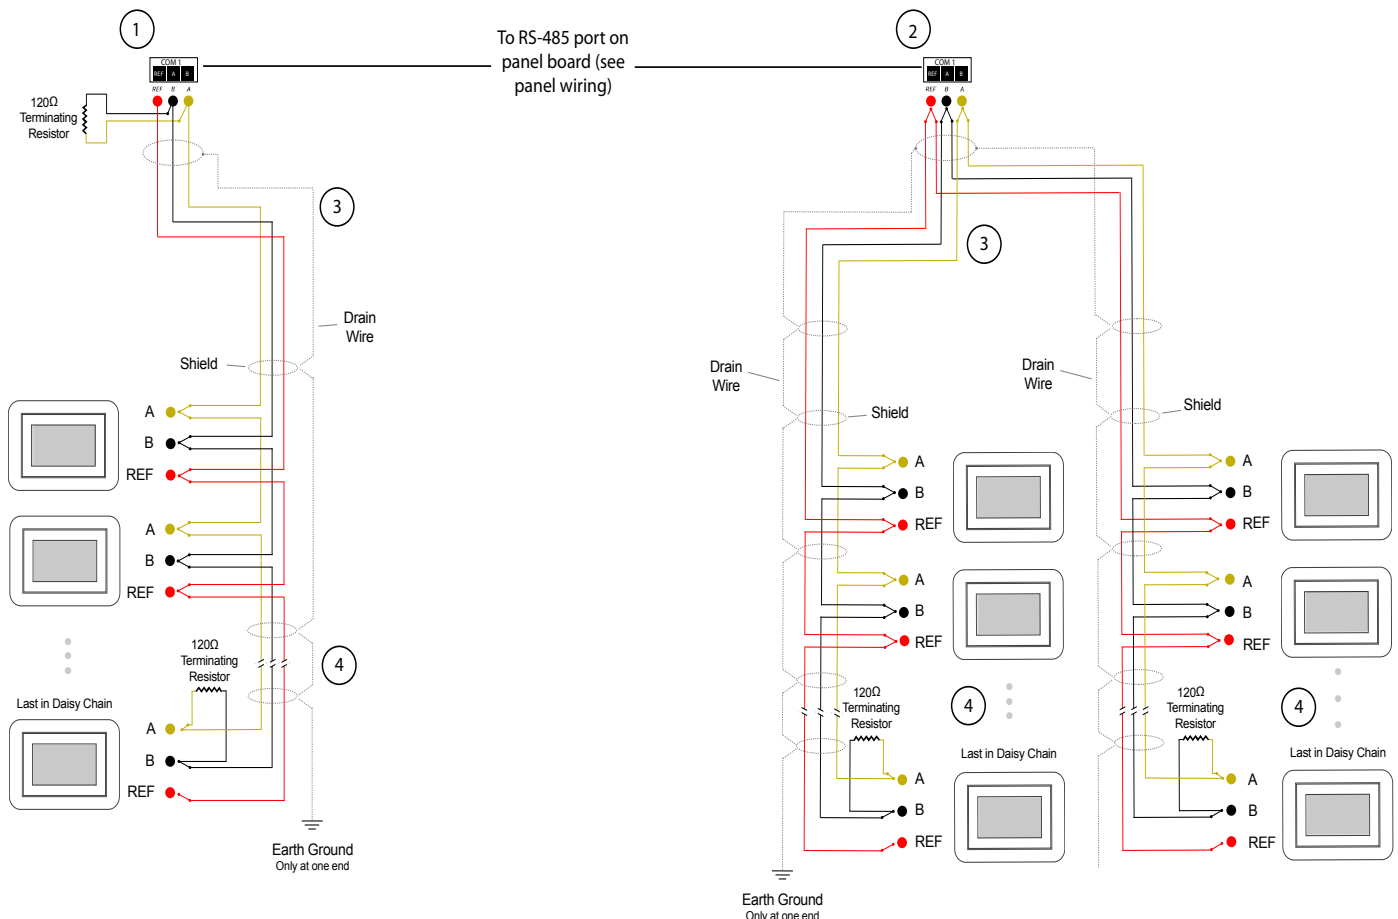 1
COM 1
REF A B
REF B A
120Ω
Terminating
Resistor
To RS-485 port on
panel board (see
panel wiring)
2
COM 1
REF A B
REF B A
3
Drain
Wire
Shield
A
B
REF
A
B
REF
120Ω
Terminating
Resistor
4
Last in Daisy Chain
A
B
REF
Earth Ground
Only at one end
3
Drain
Wire
Shield
A
B
REF
A
B
REF
120Ω
Terminating
Resistor
4
Last in Daisy Chain
A
B
REF
Earth Ground
Only at one end
Drain
Wire
Shield
A
B
REF
A
B
REF
120Ω
Terminating
Resistor
4
Last in Daisy Chain
A
B
REF